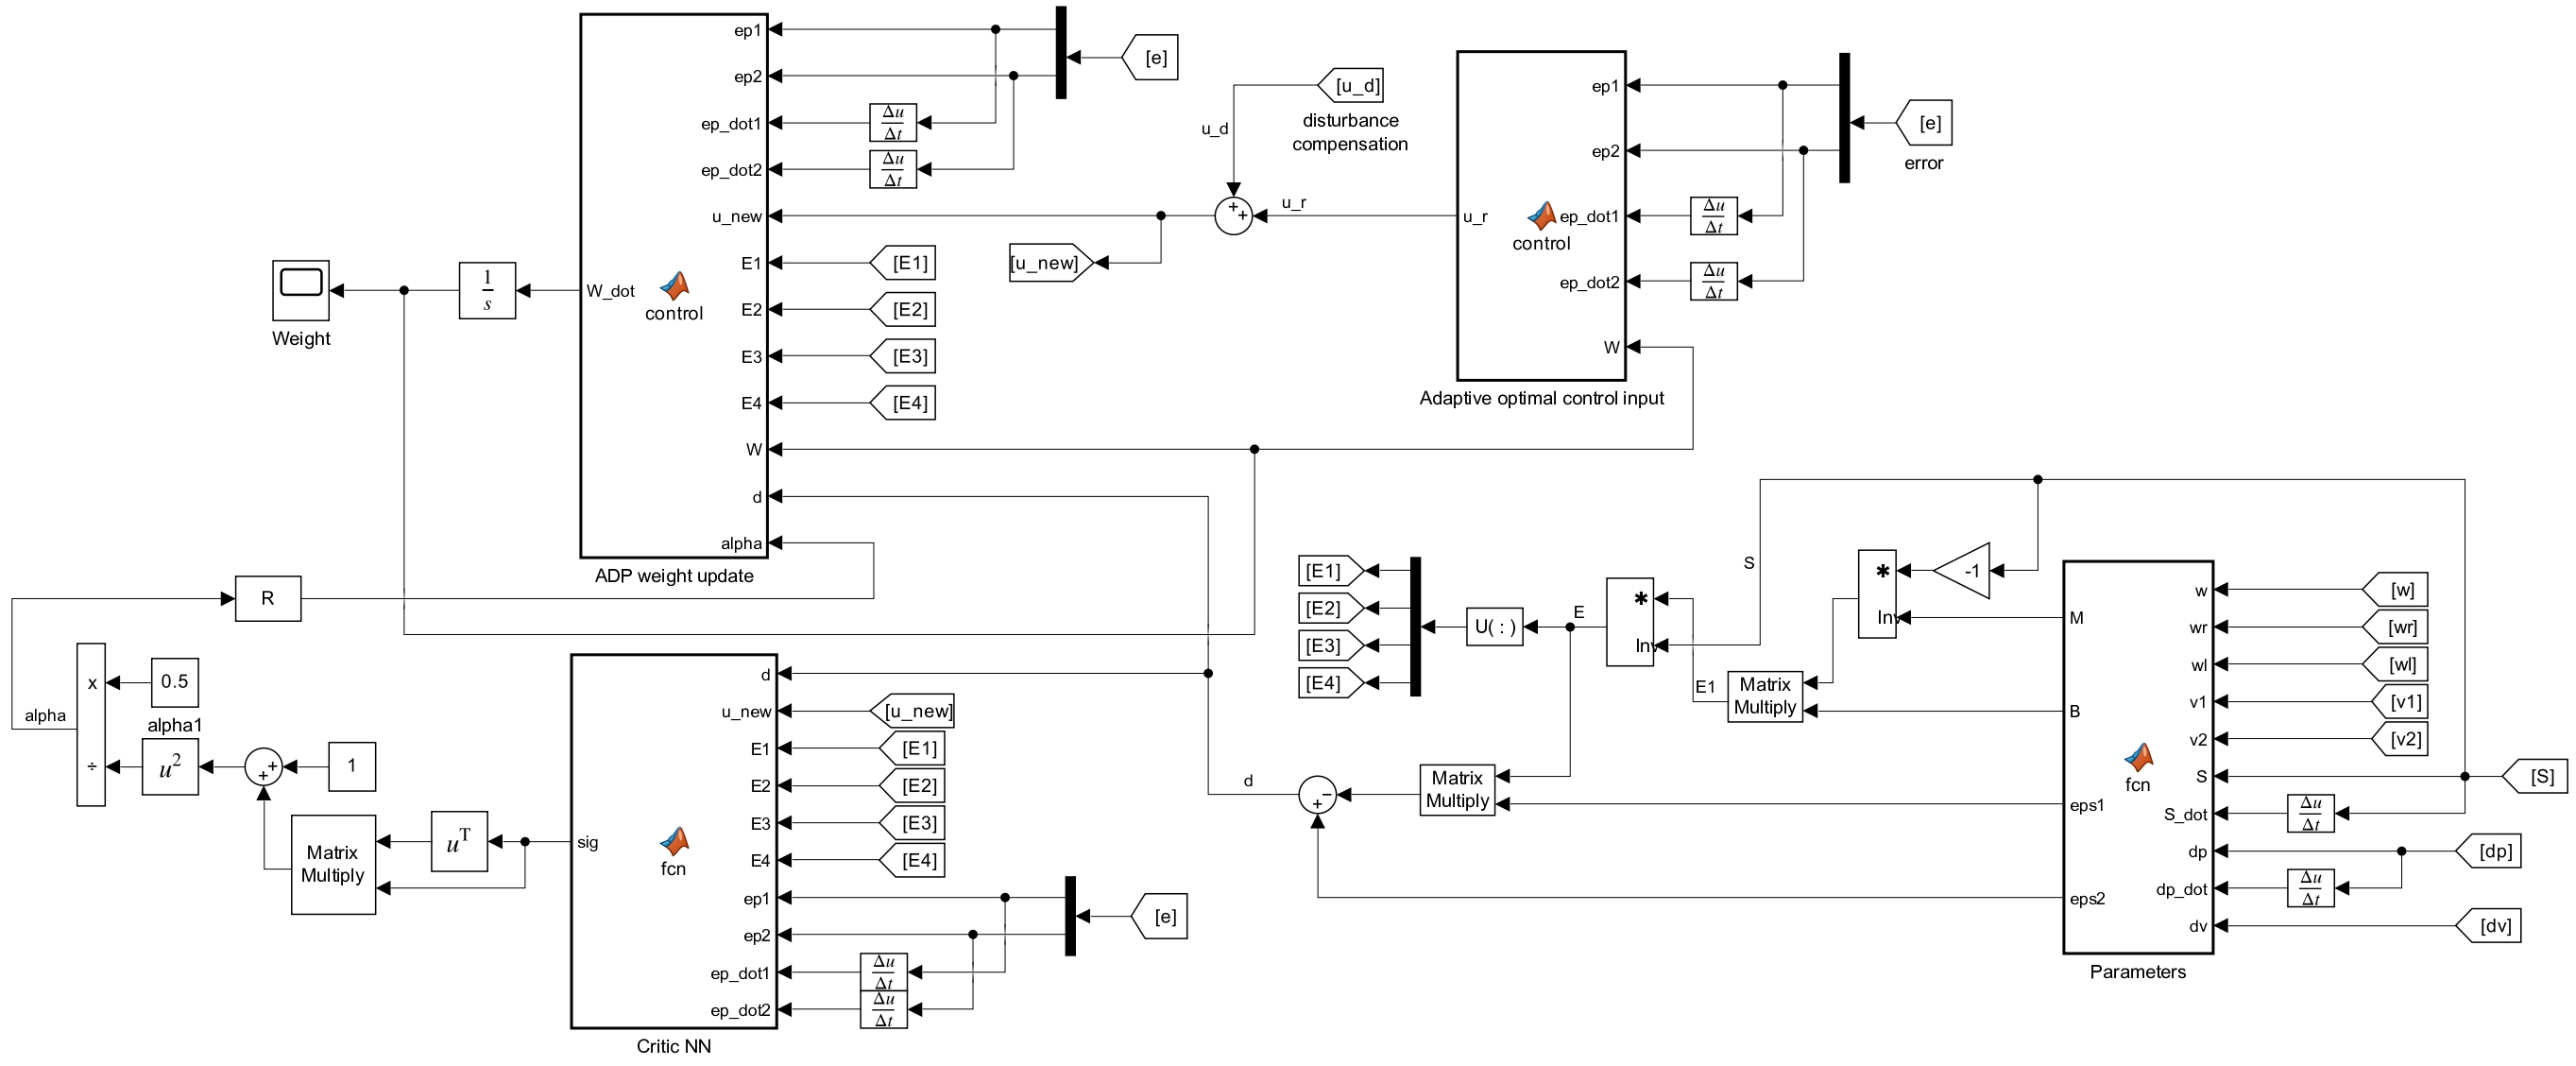 ep1
ep2
ep_dot1
ep_dot2
u_new
E1
E2
E3
E4
W
d
alpha
W_dot
control
ADP weight update
Δu
Δt
Δu
Δt
[e]
[E1]
[E2]
[E3]
[E4]
[u_new]
1
s
Weight
[u_d]
disturbance
compensation
u_d
+
+
u_r
u_r
control
ep1
ep2
ep_dot1
ep_dot2
W
Adaptive optimal control input
Δu
Δt
Δu
Δt
[e]
error
R
alpha
x
÷
0.5
alpha1
u²
+
+
1
Matrix
Multiply
uᵀ
sig
fcn
d
u_new
E1
E2
E3
E4
ep1
ep2
ep_dot1
ep_dot2
Critic NN
[u_new]
[E1]
[E2]
[E3]
[E4]
Δu
Δt
Δu
Δt
[e]
[E1]
[E2]
[E3]
[E4]
U( : )
E
*
Inv
S
E1
Matrix
Multiply
*
Inv
-1
d
−
+
Matrix
Multiply
M
B
eps1
eps2
fcn
w
wr
wl
v1
v2
S
S_dot
dp
dp_dot
dv
Parameters
[w]
[wr]
[wl]
[v1]
[v2]
[S]
Δu
Δt
[dp]
Δu
Δt
[dv]